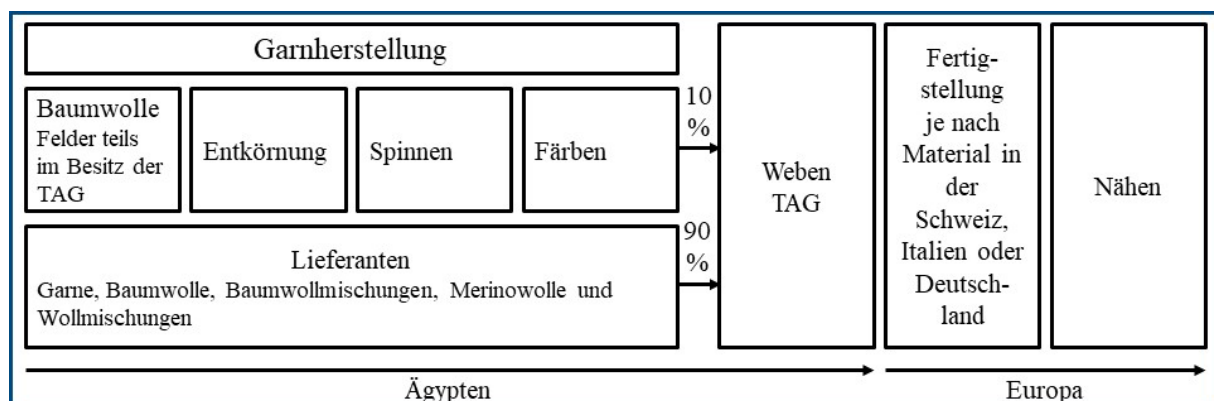 Garnherstellung
Baumwolle
Felder teils
im Besitz der
TAG
Entkörnung
Spinnen
Färben
10
%
Lieferanten
Garne, Baumwolle, Baumwollmischungen, Merinowolle und
Wollmischungen
90
%
Weben
TAG
Fertig-
stellung
je nach
Material in
der
Schweiz,
Italien oder
Deutsch-
land
Nähen
Ägypten
Europa